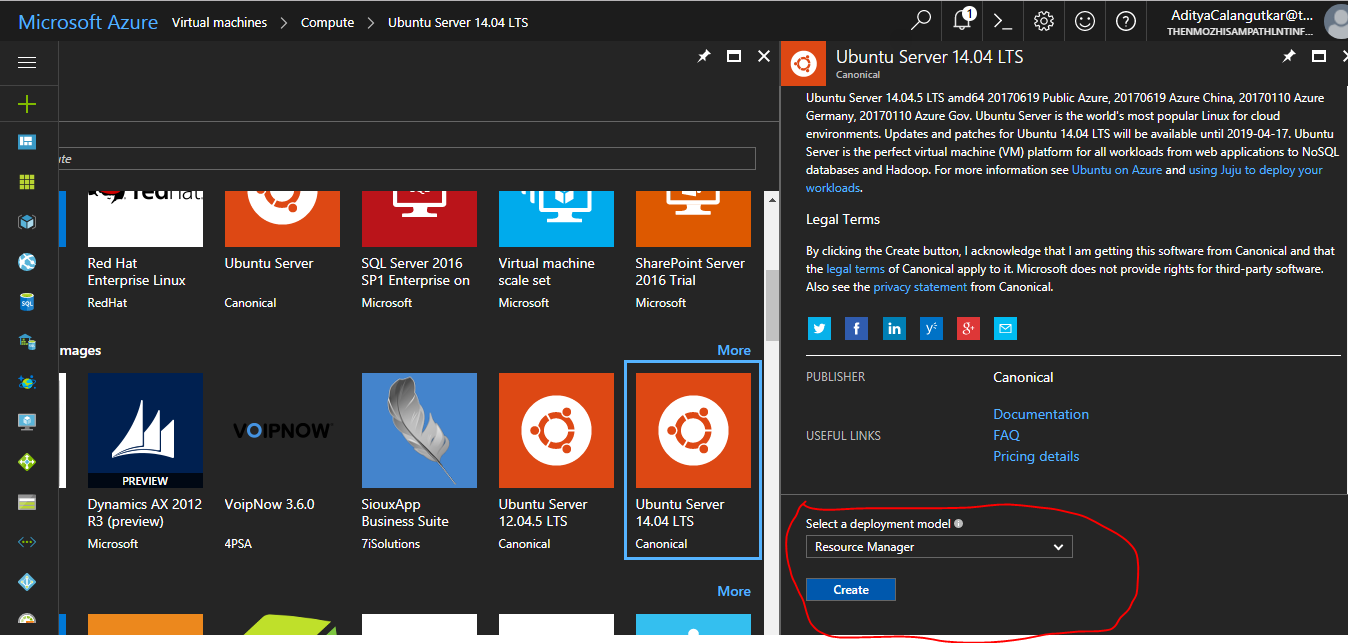 Microsoft Azure Virtual machines > Compute > Ubuntu Server 14.04 LTS
1
AdityaCalangutkar@t...
THENMOZHISAMPATHLNTINF...
ute
redhat.
SQL
Red Hat
Enterprise Linux
RedHat
Ubuntu Server
Canonical
SQL Server 2016
SP1 Enterprise on
Microsoft
Virtual machine
scale set
Microsoft
SharePoint Server
2016 Trial
Microsoft
mages
More
PREVIEW
Dynamics AX 2012
R3 (preview)
Microsoft
VOIPNOW
VoipNow 3.6.0
4PSA
SiouxApp
Business Suite
7iSolutions
Ubuntu Server
12.04.5 LTS
Canonical
Ubuntu Server
14.04 LTS
Canonical
More
Ubuntu Server 14.04 LTS
Canonical
Ubuntu Server 14.04.5 LTS amd64 20170619 Public Azure, 20170619 Azure China, 20170110 Azure
Germany, 20170110 Azure Gov. Ubuntu Server is the world's most popular Linux for cloud
environments. Updates and patches for Ubuntu 14.04 LTS will be available until 2019-04-17. Ubuntu
Server is the perfect virtual machine (VM) platform for all workloads from web applications to NoSQL
databases and Hadoop. For more information see Ubuntu on Azure and using Juju to deploy your
workloads.
Legal Terms
By clicking the Create button, I acknowledge that I am getting this software from Canonical and that
the legal terms of Canonical apply to it. Microsoft does not provide rights for third-party software.
Also see the privacy statement from Canonical.
PUBLISHER
Canonical
USEFUL LINKS
Documentation
FAQ
Pricing details
Select a deployment model
Resource Manager
Create